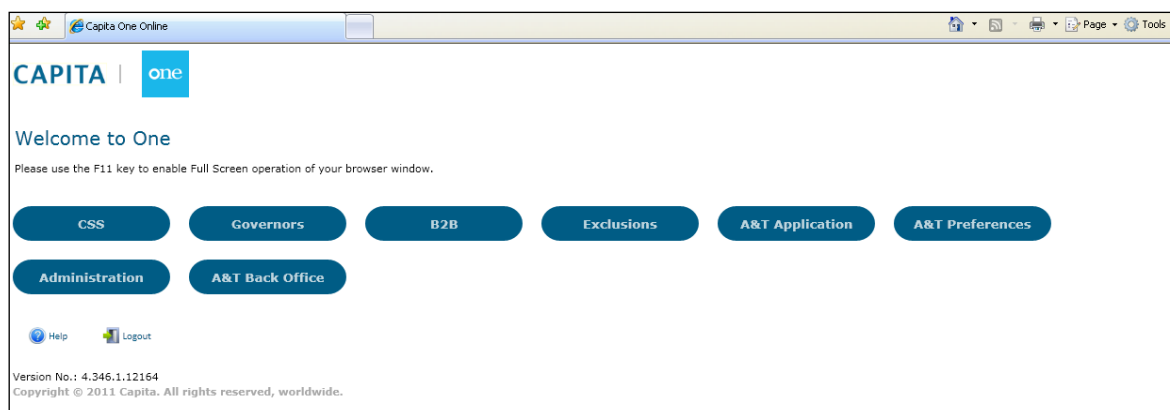 Capita One Online
Page
Tools
CAPITA | one
Welcome to One
Please use the F11 key to enable Full Screen operation of your browser window.
CSS Governors B2B Exclusions A&T Application A&T Preferences
Administration A&T Back Office
Help Logout
Version No.: 4.346.1.12164
Copyright © 2011 Capita. All rights reserved, worldwide.